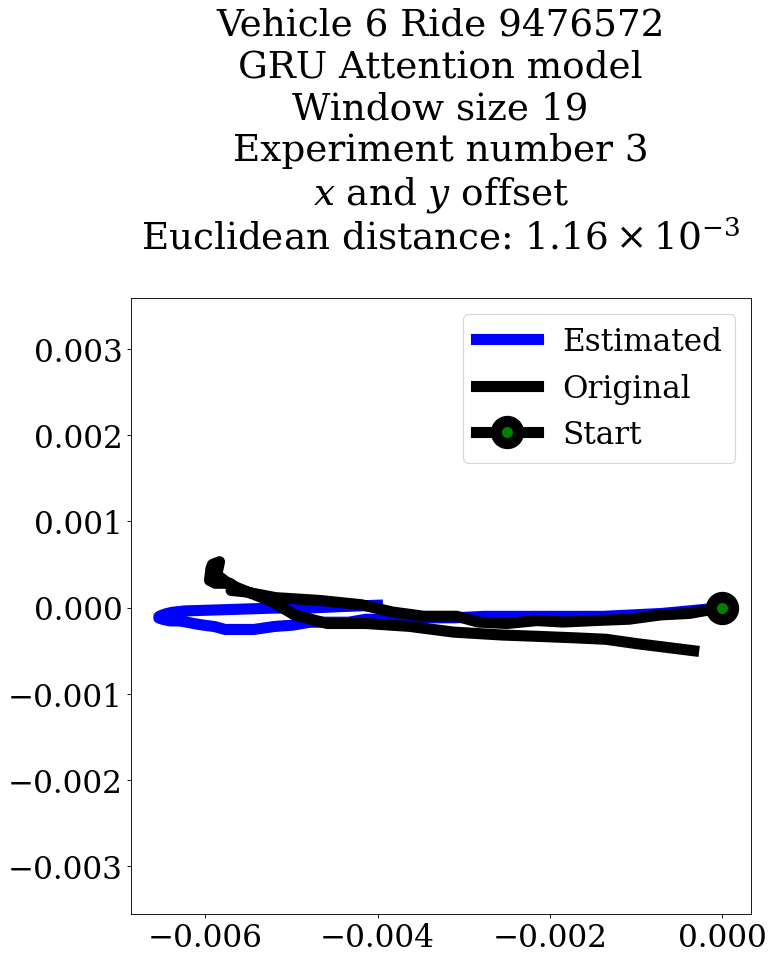 Vehicle 6 Ride 9476572
GRU Attention model
Window size 19
Experiment number 3
x and y offset
Euclidean distance: 1.16 × 10⁻³
Estimated
Original
Start
0.003
0.002
0.001
0.000
−0.001
−0.002
−0.003
−0.006 −0.004 −0.002 0.000